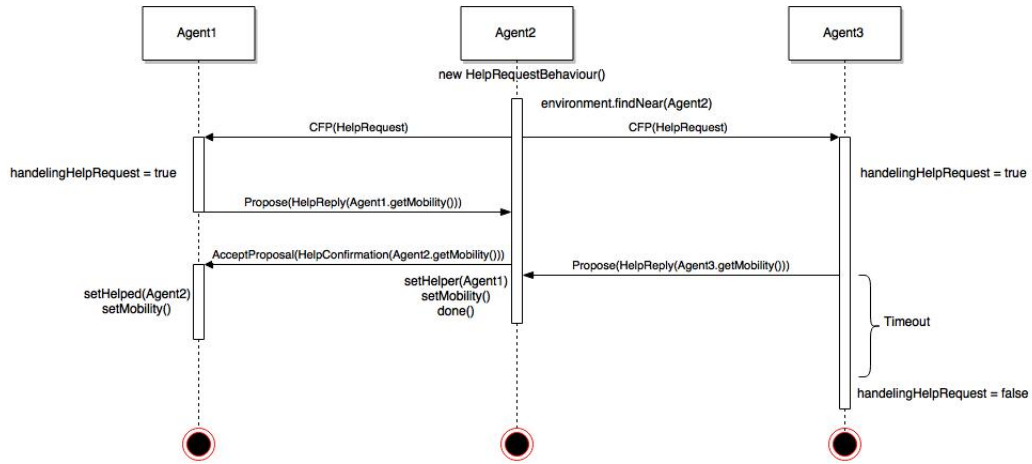 Agent1
Agent2
Agent3
new HelpRequestBehaviour()
environment.findNear(Agent2)
CFP(HelpRequest)
CFP(HelpRequest)
handelingHelpRequest = true
handelingHelpRequest = true
Propose(HelpReply(Agent1.getMobility()))
AcceptProposal(HelpConfirmation(Agent2.getMobility()))
Propose(HelpReply(Agent3.getMobility()))
setHelped(Agent2)
setMobility()
setHelper(Agent1)
setMobility()
done()
Timeout
handelingHelpRequest = false